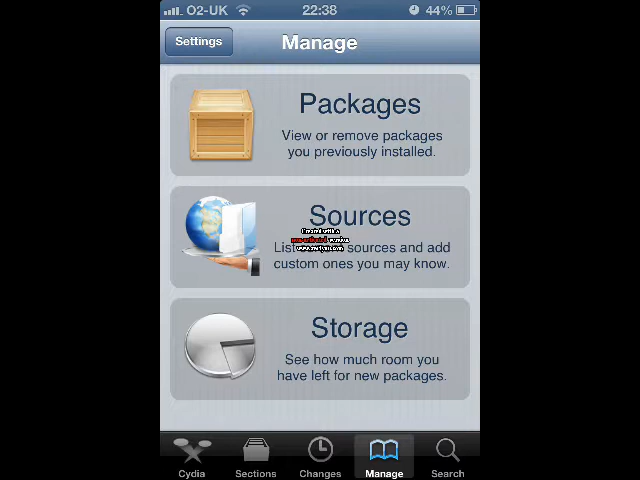 O2-UK 22:38 44%
Settings Manage
Packages
View or remove packages
you previously installed.
Sources
List sources and add
custom ones you may know.
Storage
See how much room you
have left for new packages.
Cydia Sections Changes Manage Search